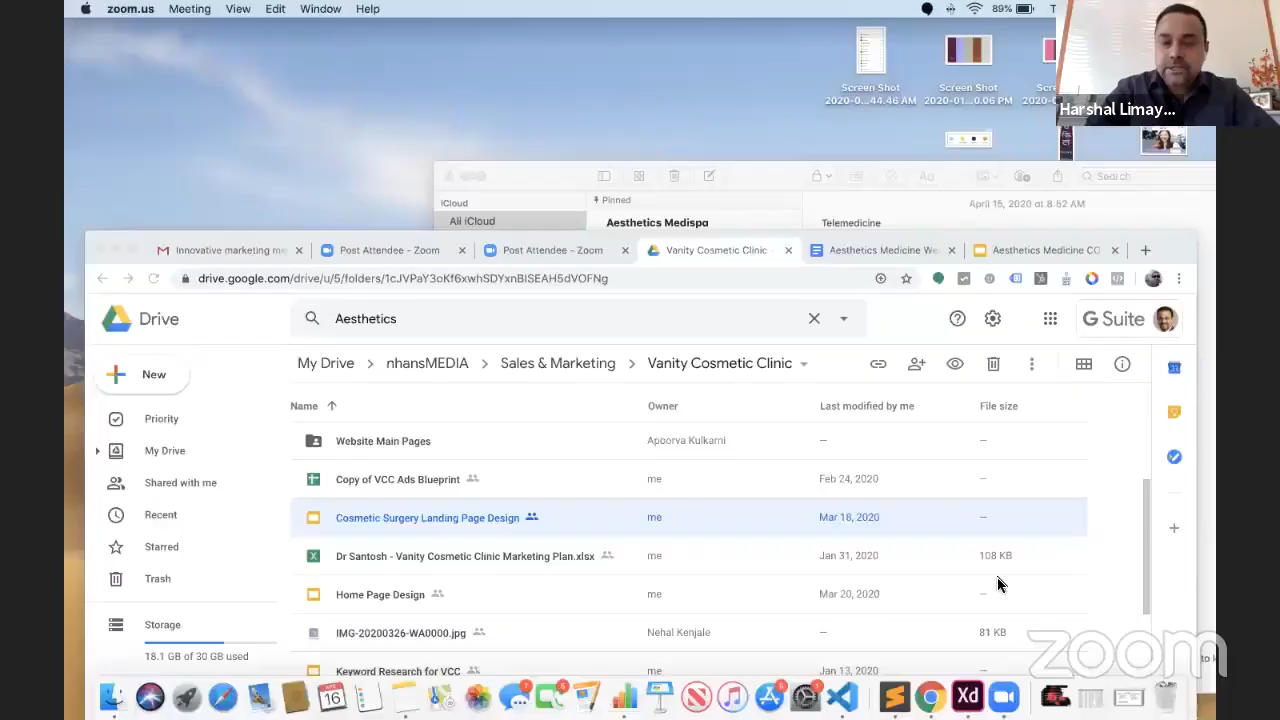 zoom.us Meeting View Edit Window Help
89%
Screen Shot
2020-0...44.46 AM
Screen Shot
2020-01...0.06 PM
Harshal Limay...
Search
iCloud
Pinned
April 15, 2020 at 8:52 AM
Ali iCloud
Aesthetics Medispa
Telemedicine
Innovative marketing me
Post Attendee - Zoom
Post Attendee - Zoom
Vanity Cosmetic Clinic -
Aesthetics Medicine We
Aesthetics Medicine CO
drive.google.com/drive/u/5/folders/1cJVPaY3oKf6xwhSDYxnBISEAH5dVOFNg
Drive
Aesthetics
G Suite
New
My Drive > nhansMEDIA > Sales & Marketing > Vanity Cosmetic Clinic
Name Owner Last modified by me File size
Priority
My Drive
Shared with me
Recent
Starred
Trash
Storage
18.1 GB of 30 GB used
Website Main Pages Apoorva Kulkarni – –
Copy of VCC Ads Blueprint me Feb 24, 2020 –
Cosmetic Surgery Landing Page Design me Mar 18, 2020 –
Dr Santosh - Vanity Cosmetic Clinic Marketing Plan.xlsx me Jan 31, 2020 108 KB
Home Page Design me Mar 20, 2020 –
IMG-20200326-WA0000.jpg Nehal Kenjale – 81 KB
Keyword Research for VCC me Jan 13, 2020
zoom
16
Xd